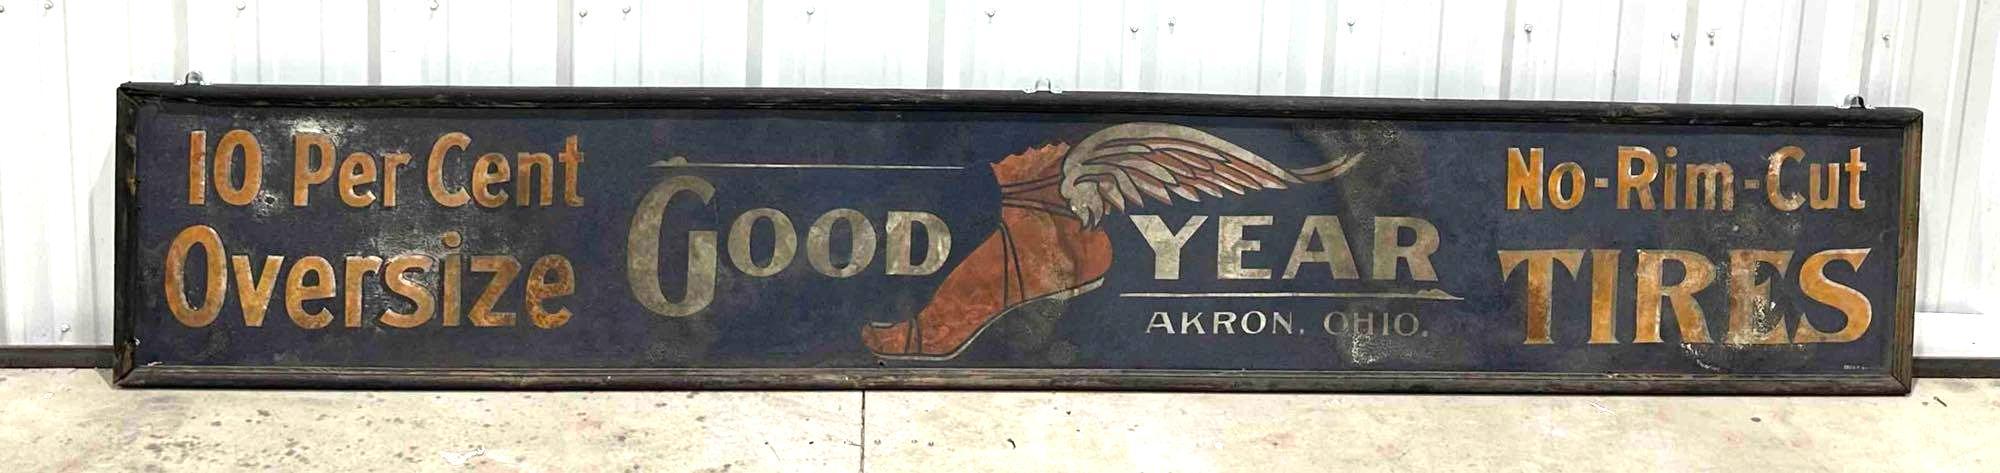 10 Per Cent
Oversize
GOOD YEAR
AKRON, OHIO.
No-Rim-Cut
TIRES